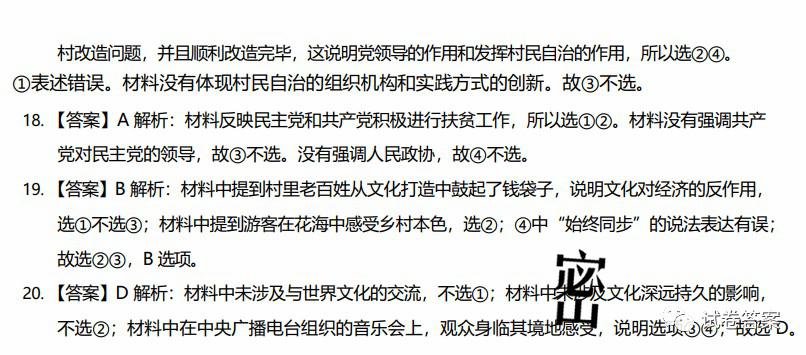 村改造问题，并且顺利改造完毕，这说明党领导的作用和发挥村民自治的作用，所以选②④。
①表述错误。材料没有体现村民自治的组织机构和实践方式的创新。故③不选。
18. 【答案】A 解析：材料反映民主党和共产党积极进行扶贫工作，所以选①②。材料没有强调共产
党对民主党的领导，故③不选。没有强调人民政协，故④不选。
19. 【答案】B 解析：材料中提到村里老百姓从文化打造中鼓起了钱袋子，说明文化对经济的反作用，
选①不选③；材料中提到游客在花海中感受乡村本色，选②；④中“始终同步”的说法表达有误；
故选②③，B 选项。
20. 【答案】D 解析：材料中未涉及与世界文化的交流，不选①；材料中未涉及文化深远持久的影响，
不选②；材料中在中央广播电台组织的音乐会上，观众身临其境地感受，说明选项③④，故选 D。
密
出
试卷答案